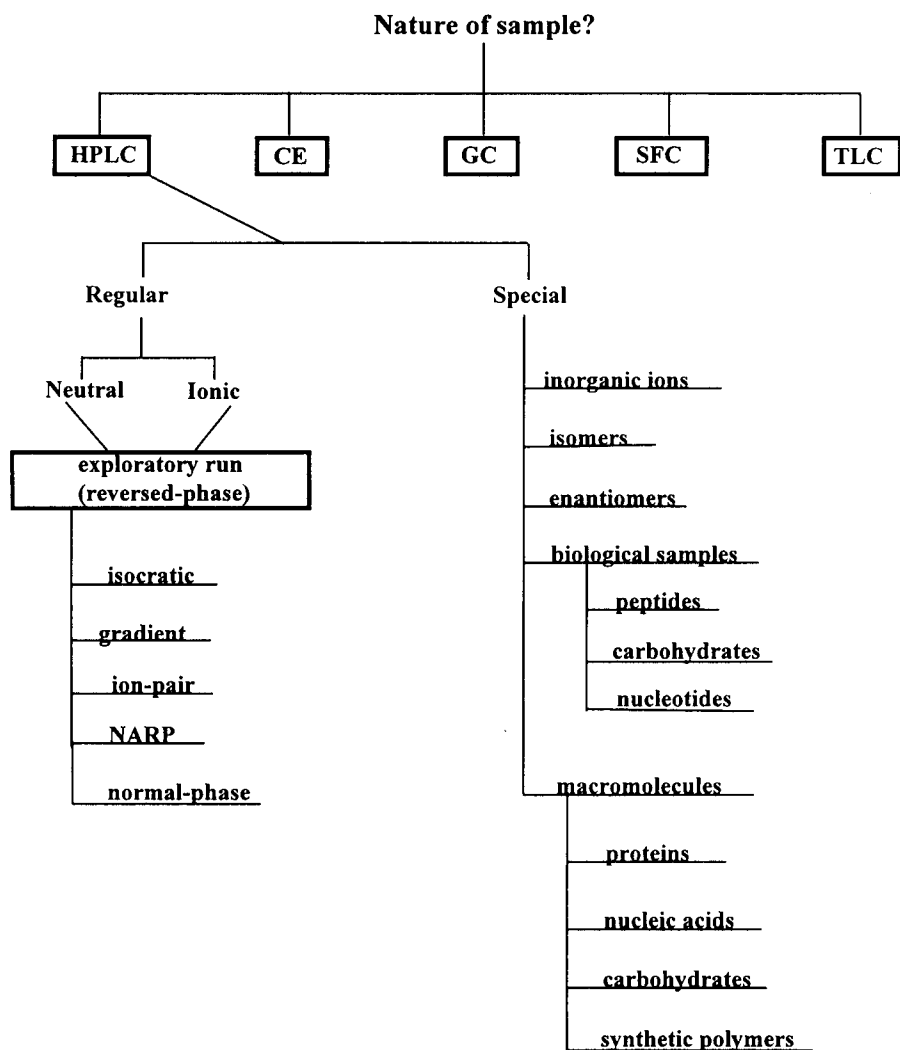 Nature of sample?
HPLC CE GC SFC TLC
Regular Special
Neutral Ionic
exploratory run
(reversed-phase)
isocratic
gradient
ion-pair
NARP
normal-phase
inorganic ions
isomers
enantiomers
biological samples
peptides
carbohydrates
nucleotides
macromolecules
proteins
nucleic acids
carbohydrates
synthetic polymers